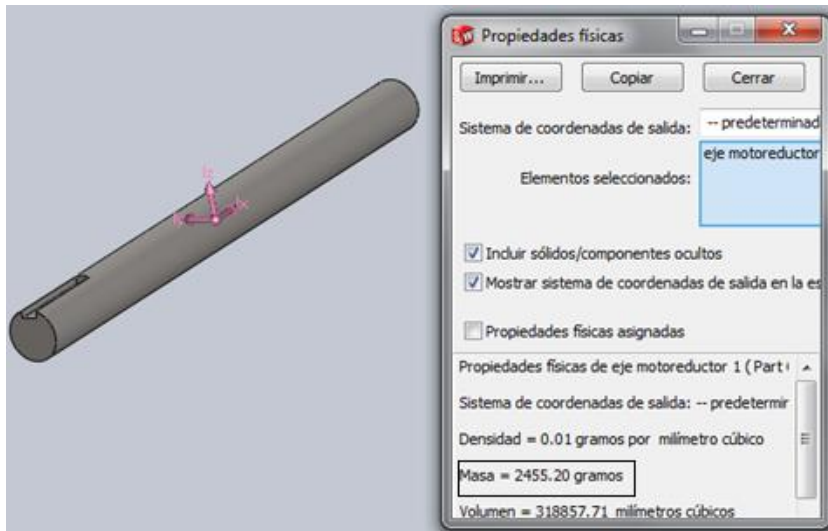 Propiedades físicas
Imprimir... Copiar Cerrar
Sistema de coordenadas de salida: -- predeterminad
Elementos seleccionados: eje motoreductor
Incluir sólidos/componentes ocultos
Mostrar sistema de coordenadas de salida en la es
Propiedades físicas asignadas
Propiedades físicas de eje motoreductor 1 ( Part
Sistema de coordenadas de salida: -- predetermir
Densidad = 0.01 gramos por milímetro cúbico
Masa = 2455.20 gramos
Volumen = 318857.71 milímetros cúbicos